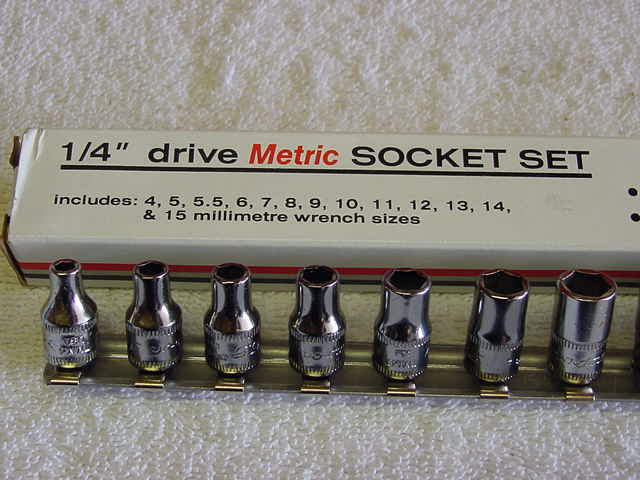 1/4" drive Metric SOCKET SET
includes: 4, 5, 5.5, 6, 7, 8, 9, 10, 11, 12, 13, 14,
& 15 millimetre wrench sizes